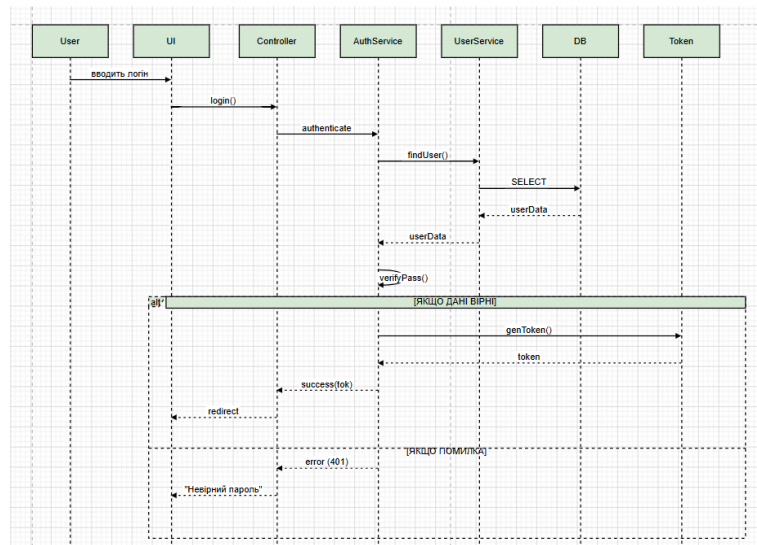 User
UI
Controller
AuthService
UserService
DB
Token
вводить логін
login()
authenticate
findUser()
SELECT
userData
userData
verifyPass()
alt
[ЯКЩО ДАНІ ВІРНІ]
genToken()
token
success(tok)
redirect
[ЯКЩО ПОМИЛКА]
error (401)
"Невірний пароль"